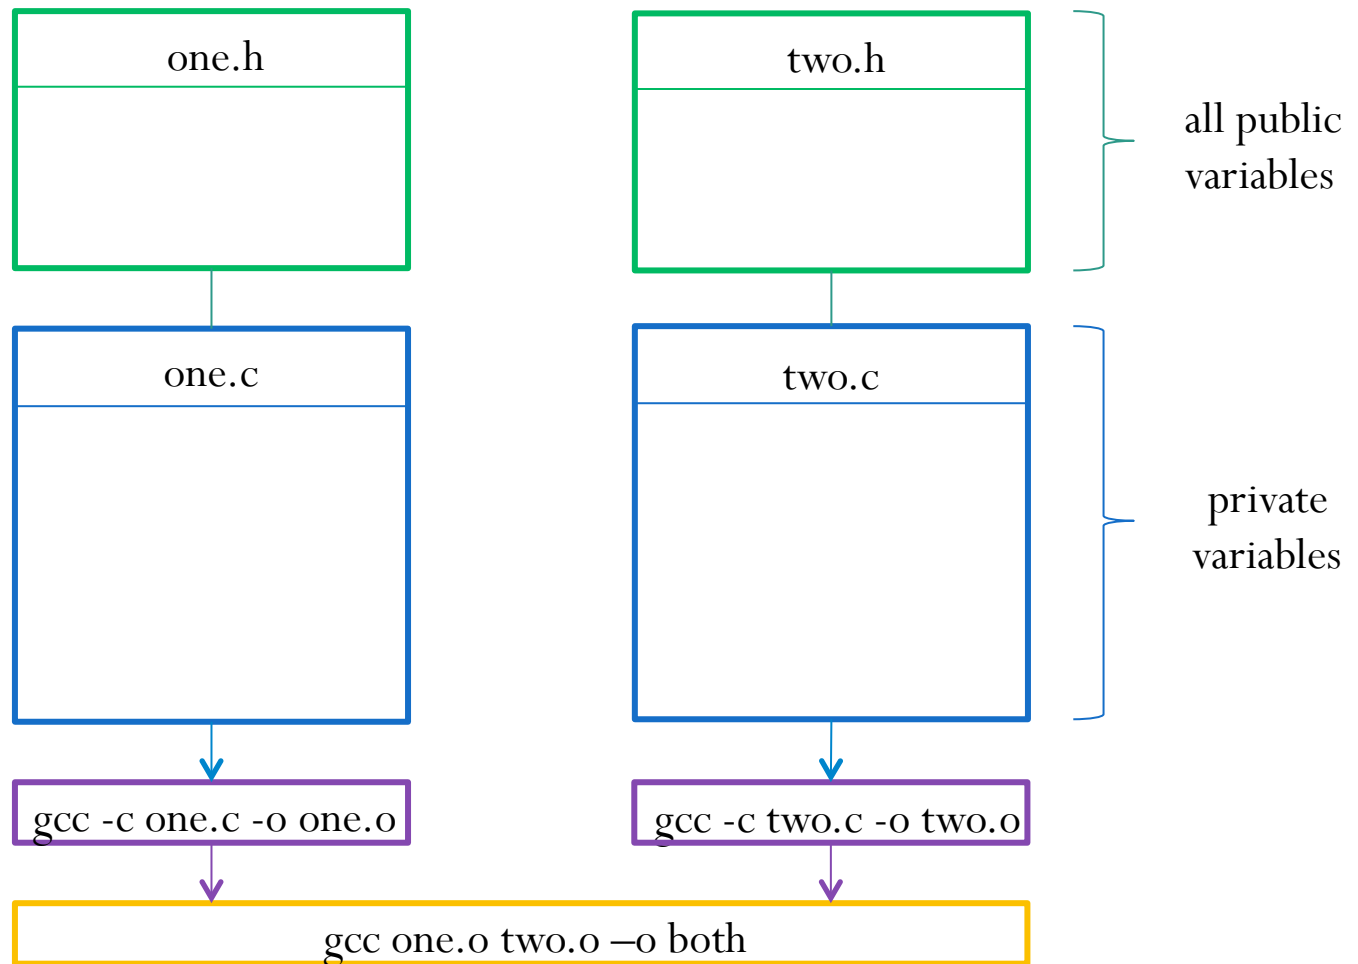 one.h
two.h
all public
variables
one.c
two.c
private
variables
gcc -c one.c -o one.o
gcc -c two.c -o two.o
gcc one.o two.o –o both